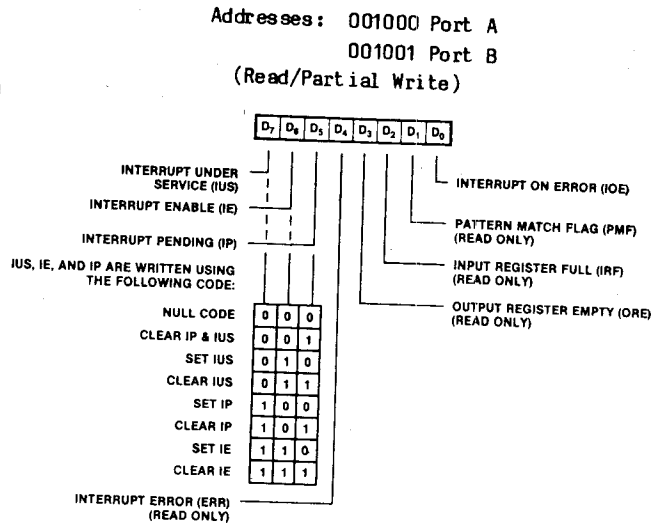 Addresses: 001000 Port A
001001 Port B
(Read/Partial Write)
D7 D6 D5 D4 D3 D2 D1 D0
INTERRUPT UNDER
SERVICE (IUS)
INTERRUPT ENABLE (IE)
INTERRUPT PENDING (IP)
IUS, IE, AND IP ARE WRITTEN USING
THE FOLLOWING CODE:
NULL CODE 0 0 0
CLEAR IP & IUS 0 0 1
SET IUS 0 1 0
CLEAR IUS 0 1 1
SET IP 1 0 0
CLEAR IP 1 0 1
SET IE 1 1 0
CLEAR IE 1 1 1
INTERRUPT ERROR (ERR)
(READ ONLY)
INTERRUPT ON ERROR (IOE)
PATTERN MATCH FLAG (PMF)
(READ ONLY)
INPUT REGISTER FULL (IRF)
(READ ONLY)
OUTPUT REGISTER EMPTY (ORE)
(READ ONLY)